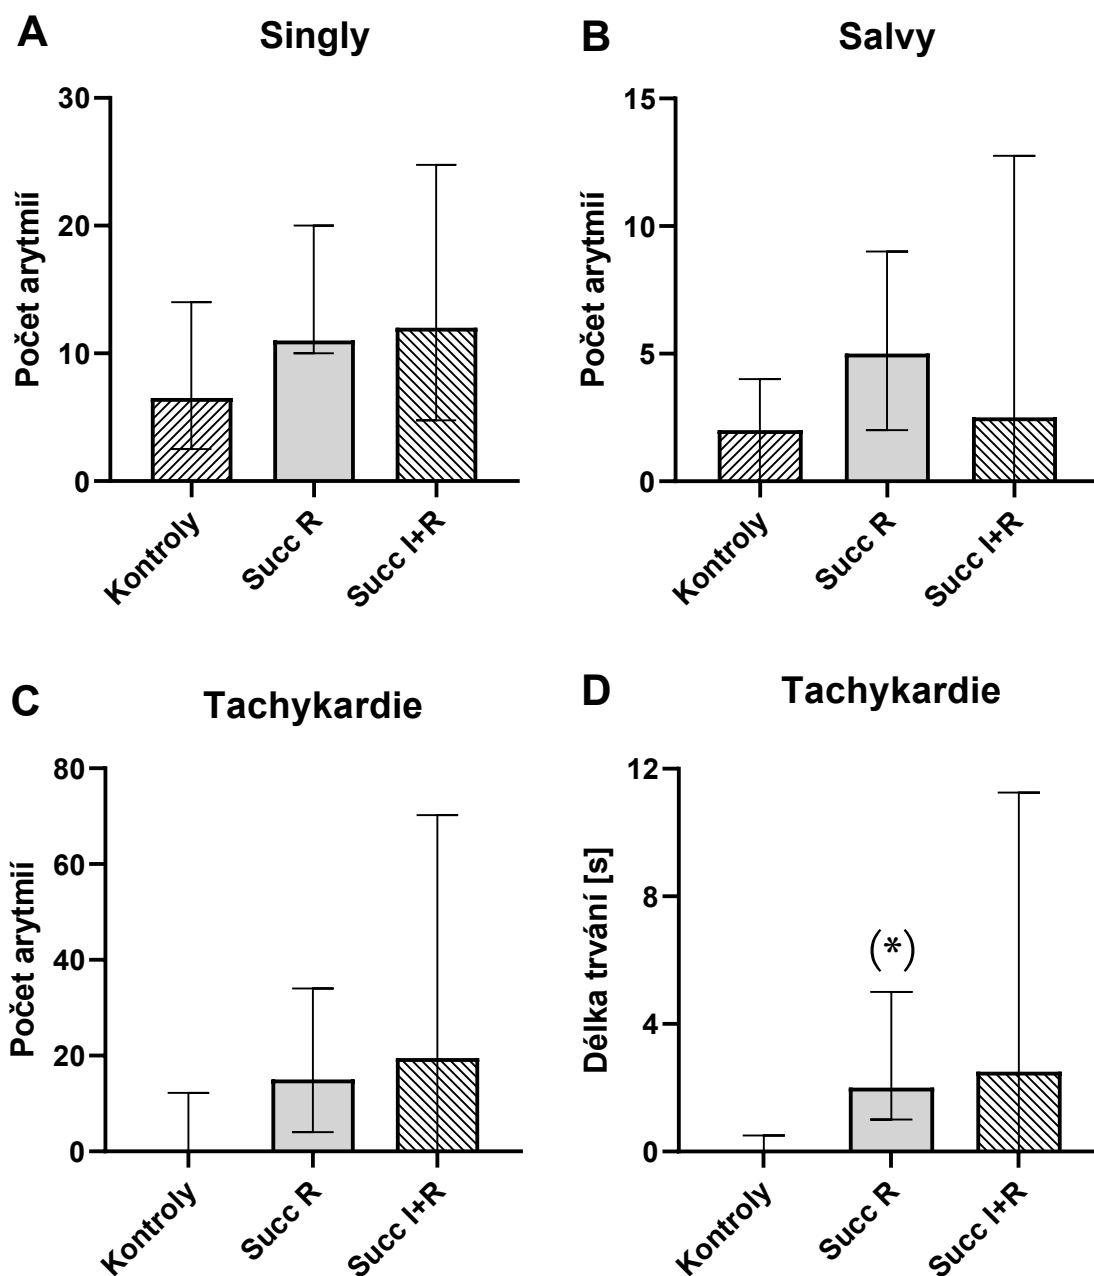 A
Singly
Počet arytmií
30
20
10
0
Kontroly
Succ R
Succ I+R
B
Salvy
Počet arytmií
15
10
5
0
Kontroly
Succ R
Succ I+R
C
Tachykardie
Počet arytmií
80
60
40
20
0
Kontroly
Succ R
Succ I+R
D
Tachykardie
Délka trvání [s]
12
8
4
0
(*)
Kontroly
Succ R
Succ I+R